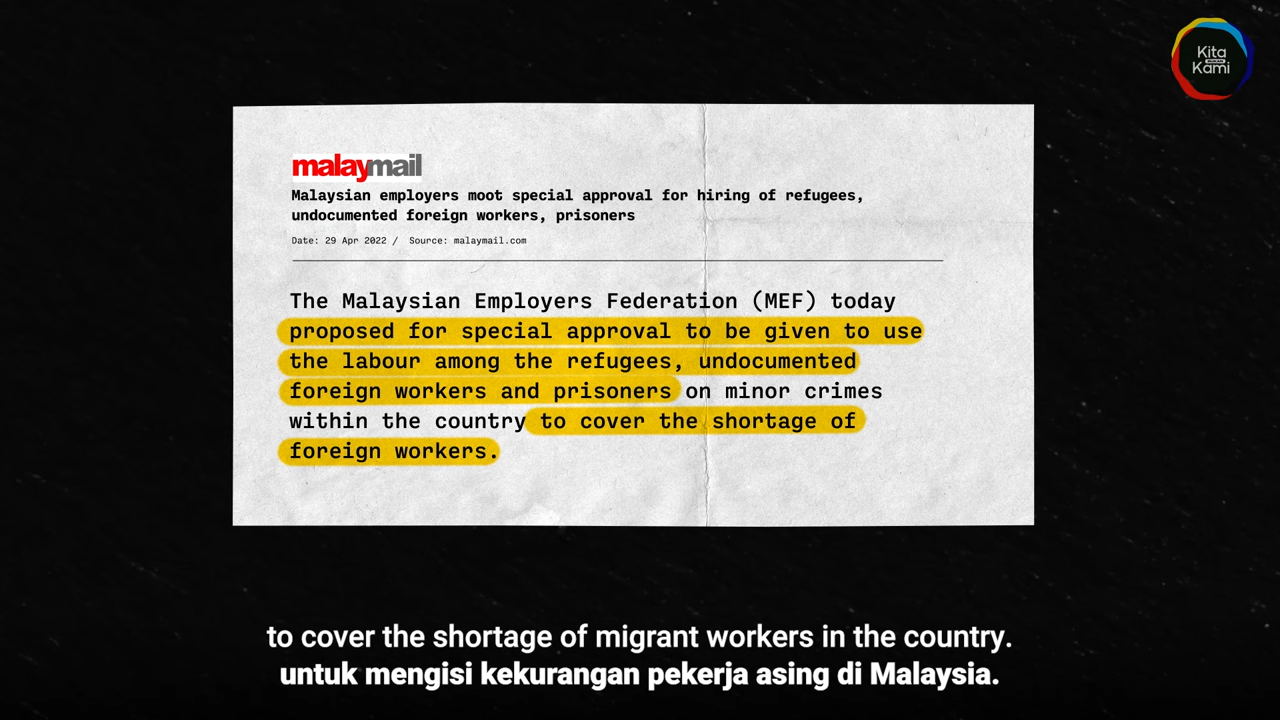 Kita
Kami
malaymail
Malaysian employers moot special approval for hiring of refugees,
undocumented foreign workers, prisoners
Date: 29 Apr 2022 / Source: malaymail.com
The Malaysian Employers Federation (MEF) today
proposed for special approval to be given to use
the labour among the refugees, undocumented
foreign workers and prisoners on minor crimes
within the country to cover the shortage of
foreign workers.
to cover the shortage of migrant workers in the country.
untuk mengisi kekurangan pekerja asing di Malaysia.